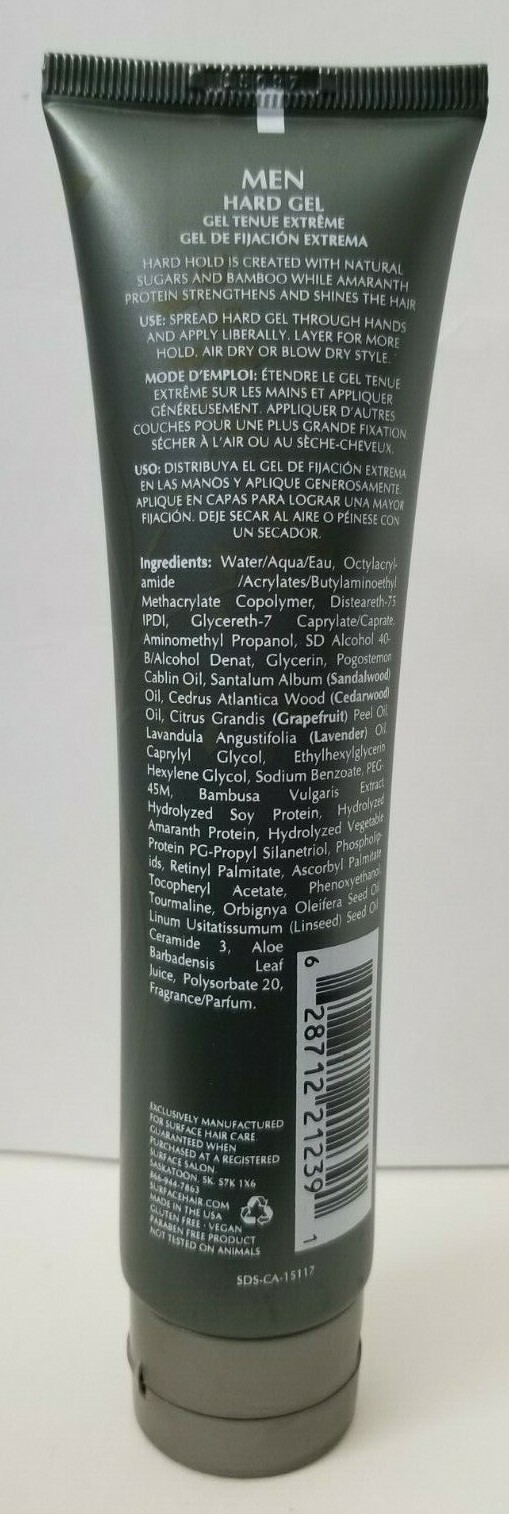 MEN
HARD GEL
GEL TENUE EXTRÊME
GEL DE FIJACIÓN EXTREMA
HARD HOLD IS CREATED WITH NATURAL
SUGARS AND BAMBOO WHILE AMARANTH
PROTEIN STRENGTHENS AND SHINES THE HAIR
USE: SPREAD HARD GEL THROUGH HANDS
AND APPLY LIBERALLY. LAYER FOR MORE
HOLD. AIR DRY OR BLOW DRY STYLE.
MODE D'EMPLOI: ÉTENDRE LE GEL TENUE
EXTRÊME SUR LES MAINS ET APPLIQUER
GÉNÉREUSEMENT. APPLIQUER D'AUTRES
COUCHES POUR UNE PLUS GRANDE FIXATION.
SÉCHER À L'AIR OU AU SÈCHE-CHEVEUX.
USO: DISTRIBUYA EL GEL DE FIJACIÓN EXTREMA
EN LAS MANOS Y APLIQUE GENEROSAMENTE.
APLIQUE EN CAPAS PARA LOGRAR UNA MAYOR
FIJACIÓN. DEJE SECAR AL AIRE O PÉINESE CON
UN SECADOR.
Ingredients: Water/Aqua/Eau, Octylacryl-
amide /Acrylates/Butylaminoethyl
Methacrylate Copolymer, Disteareth-75
IPDI, Glycereth-7 Caprylate/Caprate,
Aminomethyl Propanol, SD Alcohol 40-
B/Alcohol Denat, Glycerin, Pogostemon
Cablin Oil, Santalum Album (Sandalwood)
Oil, Cedrus Atlantica Wood (Cedarwood)
Oil, Citrus Grandis (Grapefruit) Peel Oil,
Lavandula Angustifolia (Lavender) Oil,
Caprylyl Glycol, Ethylhexylglycerin
Hexylene Glycol, Sodium Benzoate, PEG-
45M, Bambusa Vulgaris Extract,
Hydrolyzed Soy Protein, Hydrolyzed
Amaranth Protein, Hydrolyzed Vegetable
Protein PG-Propyl Silanetriol, Phospholip-
ids, Retinyl Palmitate, Ascorbyl Palmitate
Tocopheryl Acetate, Phenoxyethanol,
Tourmaline, Orbignya Oleifera Seed Oil,
Linum Usitatissumum (Linseed) Seed Oil
Ceramide 3, Aloe
Barbadensis Leaf
Juice, Polysorbate 20,
Fragrance/Parfum.
6 28712 21239 1
EXCLUSIVELY MANUFACTURED
FOR SURFACE HAIR CARE.
GUARANTEED WHEN
PURCHASED AT A REGISTERED
SURFACE SALON.
SASKATOON, SK. S7K 1X6
866-944-7863
SURFACEHAIR.COM
MADE IN THE USA
GLUTEN FREE · VEGAN
PARABEN FREE PRODUCT
NOT TESTED ON ANIMALS
SDS-CA-15117